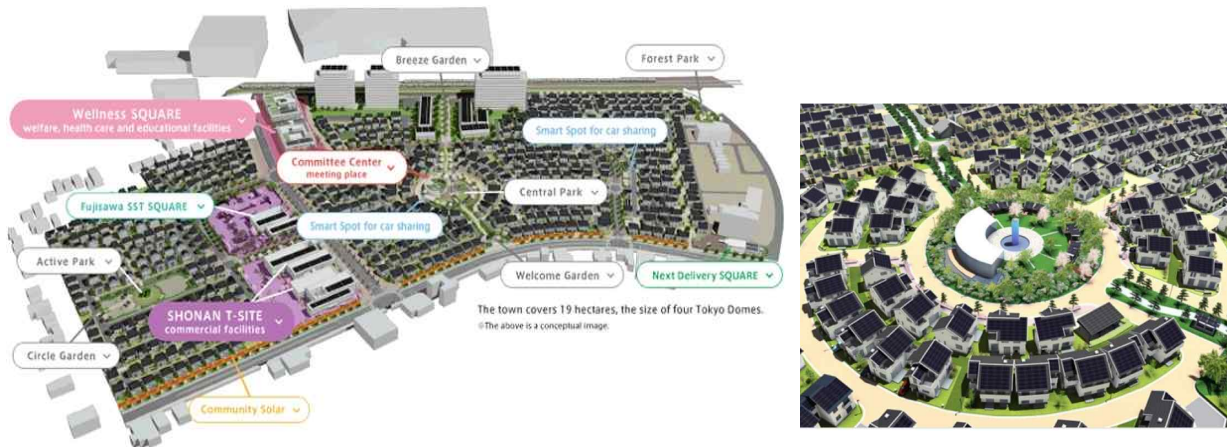 Breeze Garden
Forest Park
Wellness SQUARE
welfare, health care and educational facilities
Smart Spot for car sharing
Committee Center
meeting place
Central Park
Fujisawa SST SQUARE
Smart Spot for car sharing
Active Park
Welcome Garden
Next Delivery SQUARE
SHONAN T-SITE
commercial facilities
The town covers 19 hectares, the size of four Tokyo Domes.
※The above is a conceptual image.
Circle Garden
Community Solar